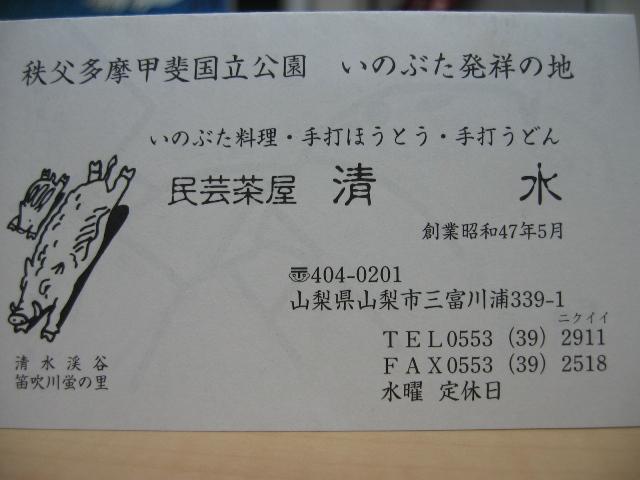 秩父多摩甲斐国立公園　いのぶた発祥の地
いのぶた料理・手打ほうとう・手打うどん
民芸茶屋　清水
創業昭和47年5月
〠404-0201
山梨県山梨市三富川浦339-1
ニクイイ
ＴＥＬ0553（39）2911
ＦＡＸ0553（39）2518
水曜　定休日
清水渓谷
笛吹川蛍の里